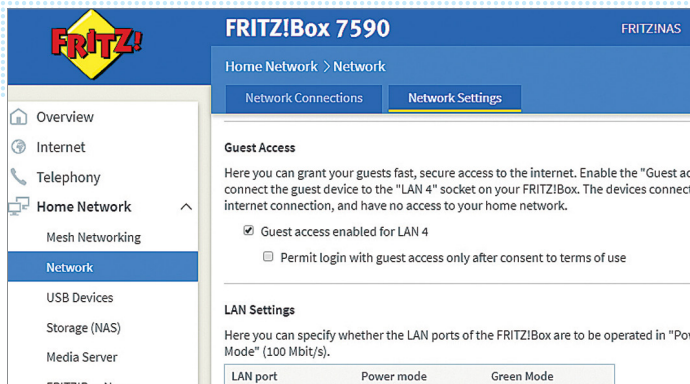 FRITZ!
FRITZ!Box 7590
FRITZ!NAS
Home Network > Network
Network Connections
Network Settings
Overview
Internet
Telephony
Home Network
Mesh Networking
Network
USB Devices
Storage (NAS)
Media Server
Guest Access
Here you can grant your guests fast, secure access to the internet. Enable the "Guest
connect the guest device to the "LAN 4" socket on your FRITZ!Box. The devices
internet connection, and have no access to your home network.
Guest access enabled for LAN 4
Permit login with guest access only after consent to terms of use
LAN Settings
Here you can specify whether the LAN ports of the FRITZ!Box are to be operated in
Mode" (100 Mbit/s).
LAN port
Power mode
Green Mode